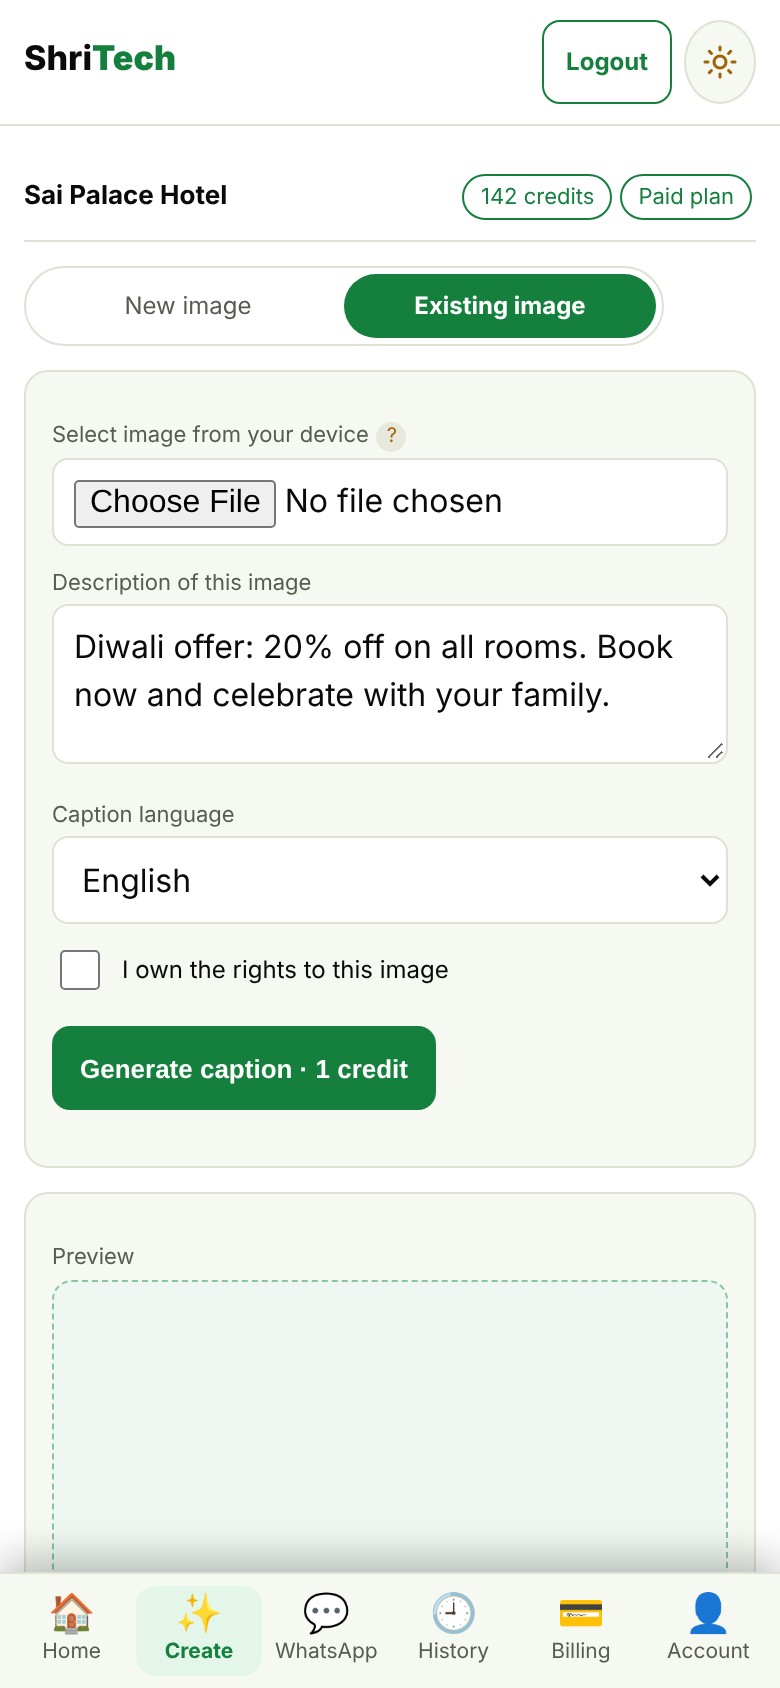 ShriTech
Logout
Sai Palace Hotel
142 credits
Paid plan
New image
Existing image
Select image from your device ?
Choose File No file chosen
Description of this image
Diwali offer: 20% off on all rooms. Book
now and celebrate with your family.
Caption language
English
I own the rights to this image
Generate caption · 1 credit
Preview
Home
Create
WhatsApp
History
Billing
Account